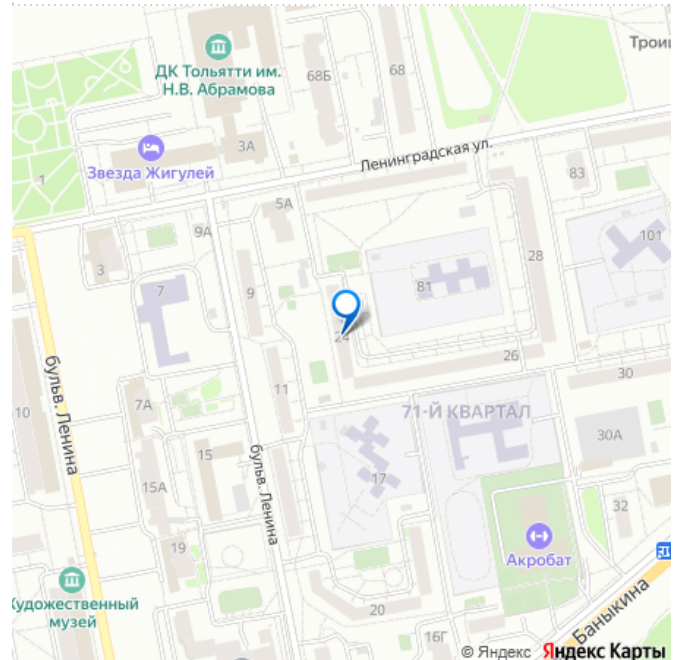 ДК Тольятти им.
Н.В. Абрамова
68Б
68
Трои
3А
Ленинградская ул.
Звезда Жигулей
1
83
5А
9А
3
28
101
7
9
81
24
26
бульв. Ленина
10
7А
11
71-Й КВАРТАЛ
30
15
30А
15А
бульв. Ленина
17
32
19
Акробат
Художественный
музей
20
16Г
Баныкина
© Яндекс Яндекс Карты